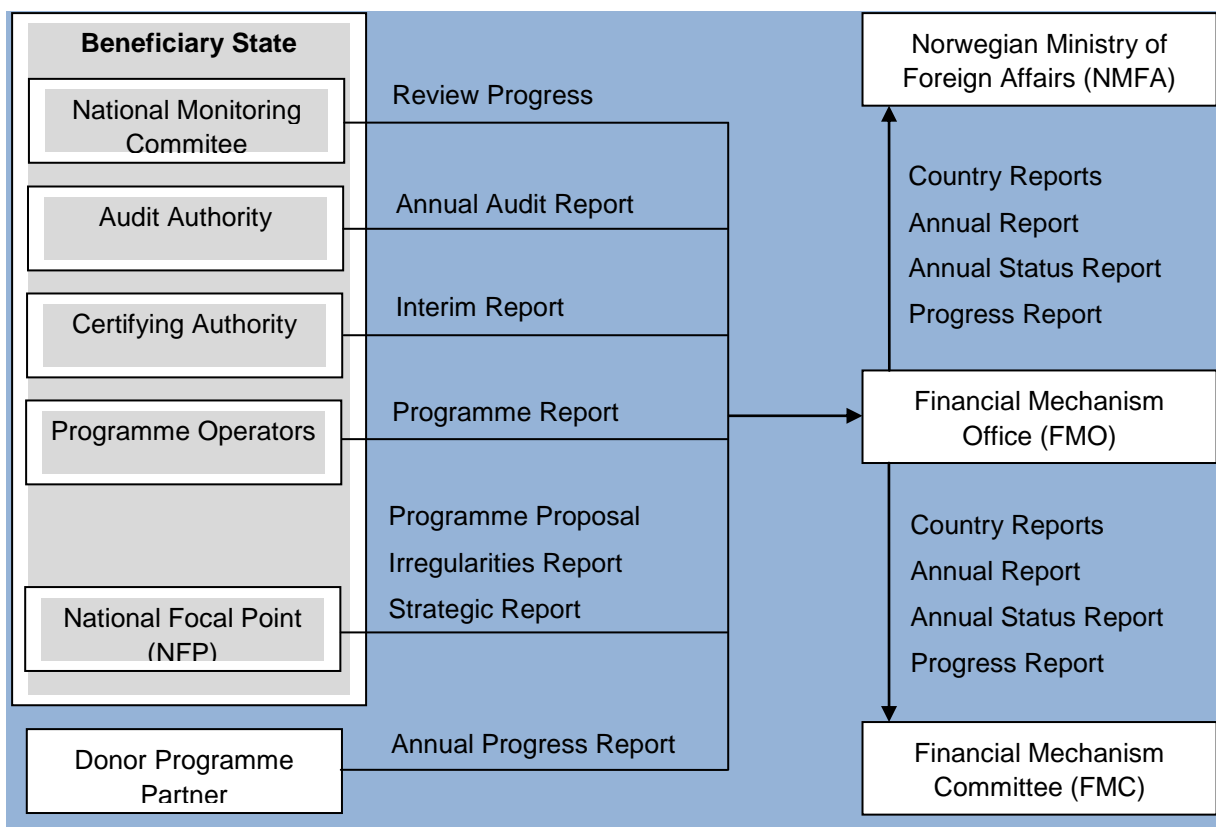 Beneficiary State
National Monitoring
Commitee
Audit Authority
Certifying Authority
Programme Operators
National Focal Point
(NFP)
Donor Programme
Partner
Review Progress
Annual Audit Report
Interim Report
Programme Report
Programme Proposal
Irregularities Report
Strategic Report
Annual Progress Report
Norwegian Ministry of
Foreign Affairs (NMFA)
Country Reports
Annual Report
Annual Status Report
Progress Report
Financial Mechanism
Office (FMO)
Country Reports
Annual Report
Annual Status Report
Progress Report
Financial Mechanism
Committee (FMC)